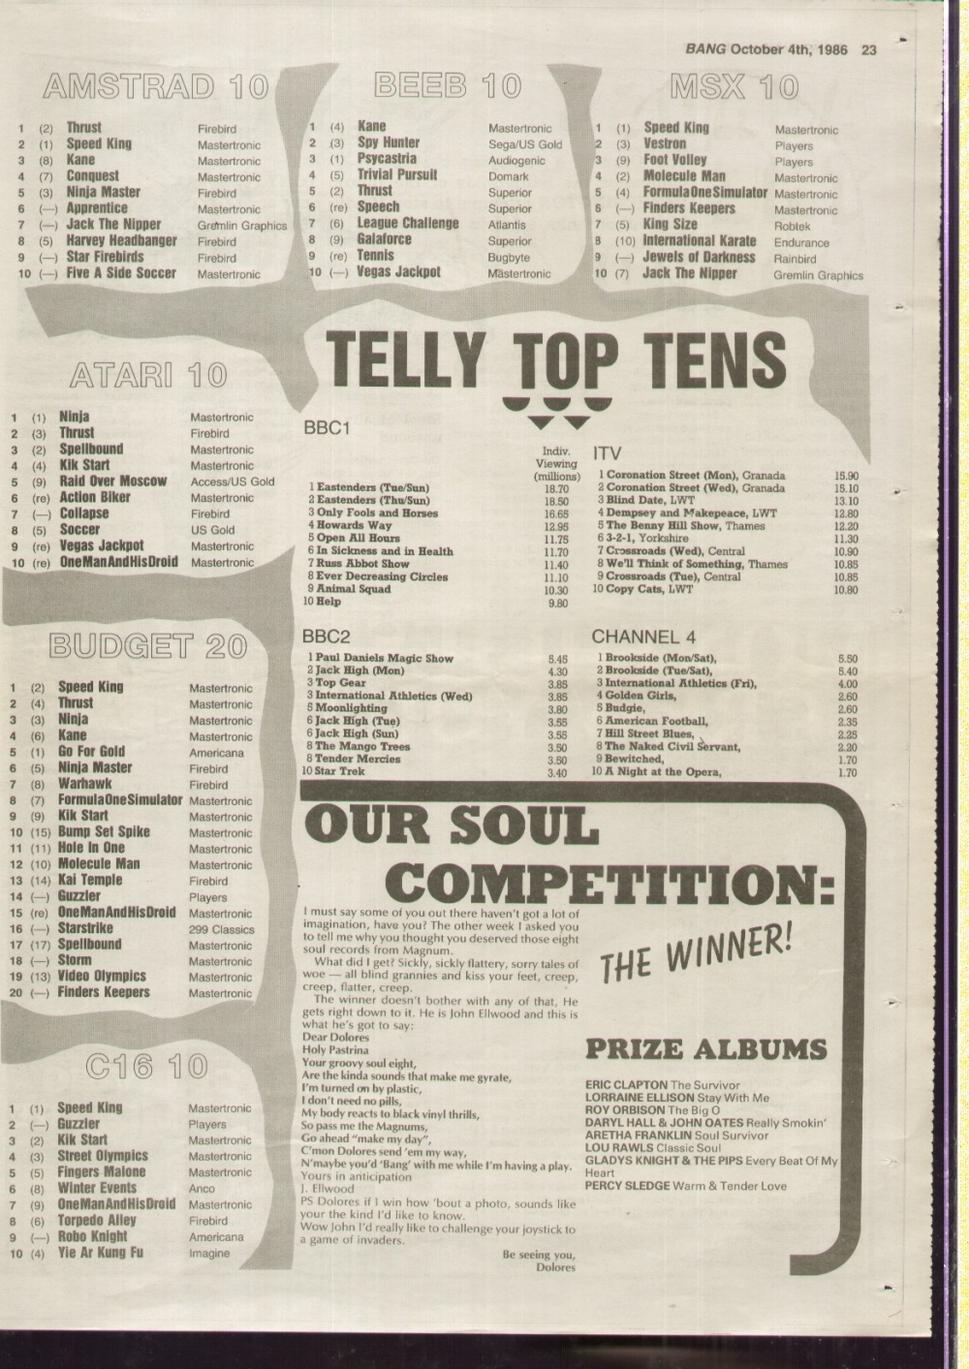 BANG October 4th, 1986 23
AMSTRAD 10
1 (2) Thrust Firebird
2 (1) Speed King Mastertronic
3 (8) Kane Mastertronic
4 (7) Conquest Mastertronic
5 (3) Ninja Master Firebird
6 (—) Apprentice Mastertronic
7 (—) Jack The Nipper Gremlin Graphics
8 (5) Harvey Headbanger Firebird
9 (—) Star Firebirds Firebird
10 (—) Five A Side Soccer Mastertronic
BEEB 10
1 (4) Kane Mastertronic
2 (3) Spy Hunter Sega/US Gold
3 (1) Psycastria Audiogenic
4 (5) Trivial Pursuit Domark
5 (2) Thrust Superior
6 (re) Speech Superior
7 (6) League Challenge Atlantis
8 (9) Galaforce Superior
9 (re) Tennis Bugbyte
10 (—) Vegas Jackpot Mastertronic
MSX 10
1 (1) Speed King Mastertronic
2 (3) Vestron Players
3 (9) Foot Volley Players
4 (2) Molecule Man Mastertronic
5 (4) FormulaOneSimulator Mastertronic
6 (—) Finders Keepers Mastertronic
7 (5) King Size Robtek
8 (10) International Karate Endurance
9 (—) Jewels of Darkness Rainbird
10 (7) Jack The Nipper Gremlin Graphics
ATARI 10
1 (1) Ninja Mastertronic
2 (3) Thrust Firebird
3 (2) Spellbound Mastertronic
4 (4) Kik Start Mastertronic
5 (9) Raid Over Moscow Access/US Gold
6 (re) Action Biker Mastertronic
7 (—) Collapse Firebird
8 (5) Soccer US Gold
9 (re) Vegas Jackpot Mastertronic
10 (re) OneManAndHisDroid Mastertronic
BUDGET 20
1 (2) Speed King Mastertronic
2 (4) Thrust Mastertronic
3 (3) Ninja Mastertronic
4 (6) Kane Mastertronic
5 (1) Go For Gold Americana
6 (5) Ninja Master Firebird
7 (8) Warhawk Firebird
8 (7) FormulaOneSimulator Mastertronic
9 (9) Kik Start Mastertronic
10 (15) Bump Set Spike Mastertronic
11 (11) Hole In One Mastertronic
12 (10) Molecule Man Mastertronic
13 (14) Kai Temple Firebird
14 (—) Guzzler Players
15 (re) OneManAndHisDroid Mastertronic
16 (—) Starstrike 299 Classics
17 (17) Spellbound Mastertronic
18 (—) Storm Mastertronic
19 (13) Video Olympics Mastertronic
20 (—) Finders Keepers Mastertronic
C16 10
1 (1) Speed King Mastertronic
2 (—) Guzzler Players
3 (2) Kik Start Mastertronic
4 (3) Street Olympics Mastertronic
5 (5) Fingers Malone Mastertronic
6 (8) Winter Events Anco
7 (9) OneManAndHisDroid Mastertronic
8 (6) Torpedo Alley Firebird
9 (—) Robo Knight Americana
10 (4) Yie Ar Kung Fu Imagine
TELLY TOP TENS
BBC1
Indiv.
Viewing
(millions)
1 Eastenders (Tue/Sun) 18.70
2 Eastenders (Thu/Sun) 18.50
3 Only Fools and Horses 16.65
4 Howards Way 12.95
5 Open All Hours 11.75
6 In Sickness and in Health 11.70
7 Russ Abbot Show 11.40
8 Ever Decreasing Circles 11.10
9 Animal Squad 10.30
10 Help 9.80
ITV
1 Coronation Street (Mon), Granada 15.90
2 Coronation Street (Wed), Granada 15.10
3 Blind Date, LWT 13.10
4 Dempsey and Makepeace, LWT 12.80
5 The Benny Hill Show, Thames 12.20
6 3-2-1, Yorkshire 11.30
7 Crossroads (Wed), Central 10.90
8 We'll Think of Something, Thames 10.85
9 Crossroads (Tue), Central 10.85
10 Copy Cats, LWT 10.80
BBC2
1 Paul Daniels Magic Show 5.45
2 Jack High (Mon) 4.30
3 Top Gear 3.85
3 International Athletics (Wed) 3.85
5 Moonlighting 3.80
6 Jack High (Tue) 3.55
6 Jack High (Sun) 3.55
8 The Mango Trees 3.50
8 Tender Mercies 3.50
10 Star Trek 3.40
CHANNEL 4
1 Brookside (Mon/Sat), 5.50
2 Brookside (Tue/Sat), 5.40
3 International Athletics (Fri), 4.00
4 Golden Girls, 2.60
5 Budgie, 2.60
6 American Football, 2.35
7 Hill Street Blues, 2.25
8 The Naked Civil Servant, 2.20
9 Bewitched, 1.70
10 A Night at the Opera, 1.70
OUR SOUL
COMPETITION:
THE WINNER!
I must say some of you out there haven't got a lot of
imagination, have you? The other week I asked you
to tell me why you thought you deserved those eight
soul records from Magnum.
What did I get? Sickly, sickly flattery, sorry tales of
woe — all blind grannies and kiss your feet, creep,
creep, flatter, creep.
The winner doesn't bother with any of that, He
gets right down to it. He is John Ellwood and this is
what he's got to say:
Dear Dolores
Holy Pastrina
Your groovy soul eight,
Are the kinda sounds that make me gyrate,
I'm turned on by plastic,
I don't need no pills,
My body reacts to black vinyl thrills,
So pass me the Magnums,
Go ahead "make my day",
C'mon Dolores send 'em my way,
N'maybe you'd 'Bang' with me while I'm having a play.
Yours in anticipation
J. Ellwood
PS Dolores if I win how 'bout a photo, sounds like
your the kind I'd like to know.
Wow John I'd really like to challenge your joystick to
a game of invaders.
Be seeing you,
Dolores
PRIZE ALBUMS
ERIC CLAPTON The Survivor
LORRAINE ELLISON Stay With Me
ROY ORBISON The Big O
DARYL HALL & JOHN OATES Really Smokin'
ARETHA FRANKLIN Soul Survivor
LOU RAWLS Classic Soul
GLADYS KNIGHT & THE PIPS Every Beat Of My
Heart
PERCY SLEDGE Warm & Tender Love